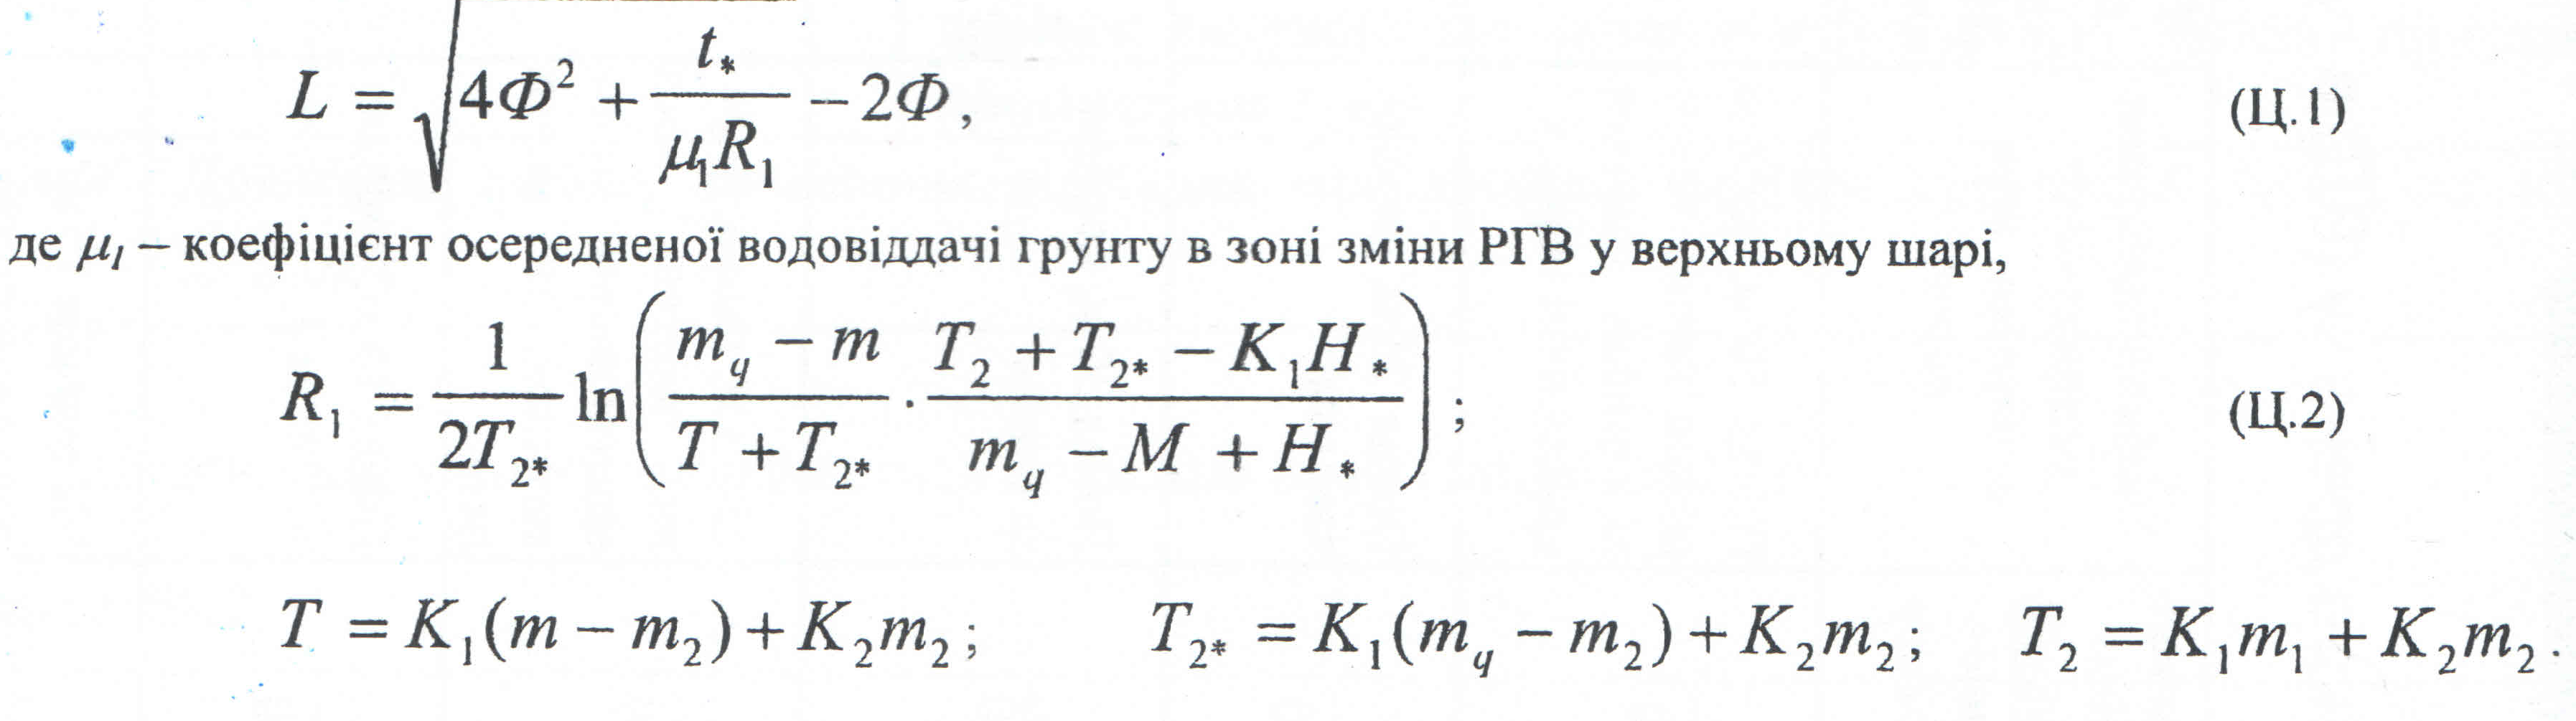 L = √(4Φ² + t* / (μ₁R₁)) − 2Φ, (Ц.1)
де μ₁ – коефіцієнт осередненої водовіддачі грунту в зоні зміни РГВ у верхньому шарі,
R₁ = 1 / (2T₂*) ln( (m_ч − m) / (T + T₂*) · (T₂ + T₂* − K₁H*) / (m_ч − M + H*) ) ; (Ц.2)
T = K₁(m − m₂) + K₂m₂ ; T₂* = K₁(m_ч − m₂) + K₂m₂ ; T₂ = K₁m₁ + K₂m₂ .